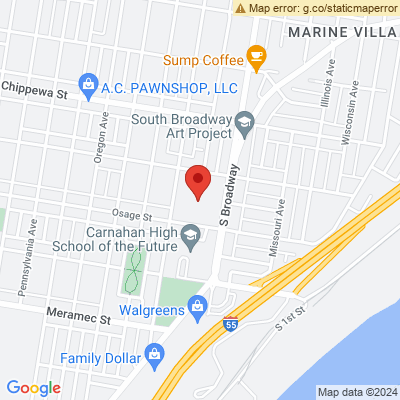 Map error: g.co/staticmaperror
MARINE VILLA
Sump Coffee
Chippewa St
A.C. PAWNSHOP, LLC
Illinois Ave
Wisconsin Ave
South Broadway
Art Project
Oregon Ave
S Broadway
Osage St
Missouri Ave
Pennsylvania Ave
Carnahan High
School of the Future
Walgreens
Meramec St
55
S 1st St
Family Dollar
Google
Map data ©2024